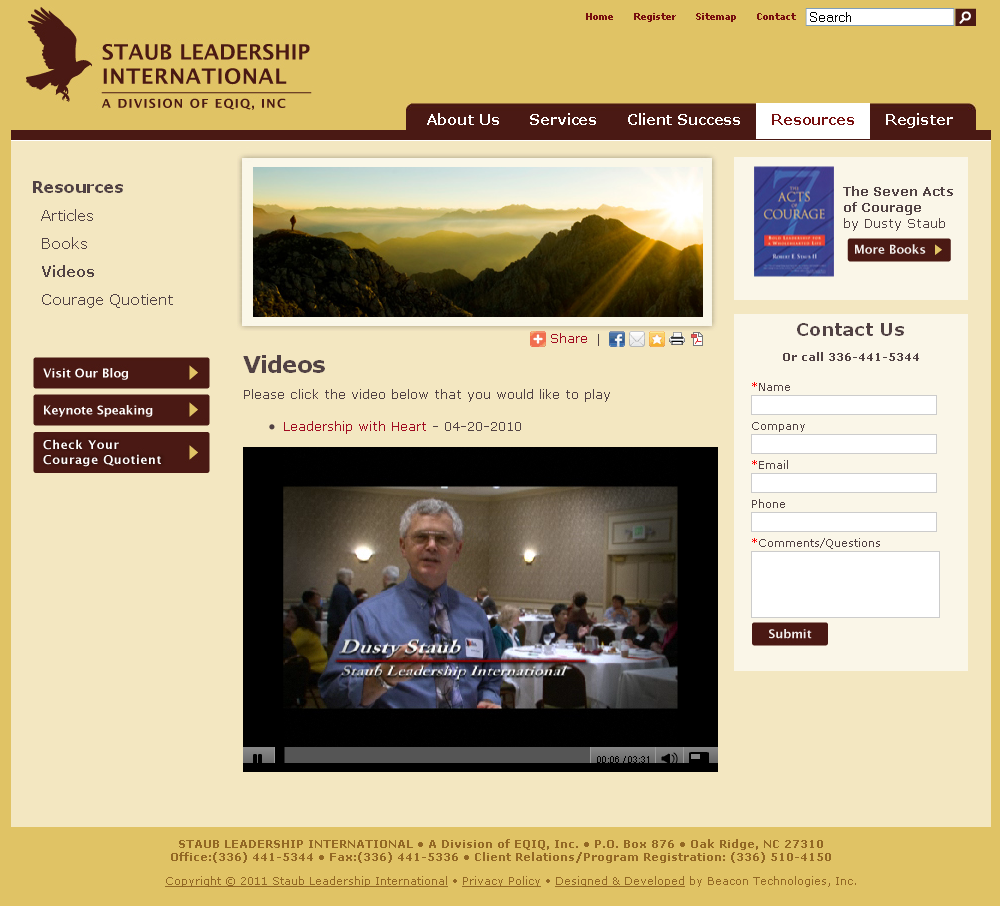 Home Register Sitemap Contact Search
STAUB LEADERSHIP
INTERNATIONAL
A DIVISION OF EQIQ, INC
About Us Services Client Success Resources Register
Resources
Articles
Books
Videos
Courage Quotient
Visit Our Blog
Keynote Speaking
Check Your
Courage Quotient
Share |
Videos
Please click the video below that you would like to play
• Leadership with Heart - 04-20-2010
Dusty Staub
Staub Leadership International
00:06 / 03:31
7
THE
ACTS
OF
COURAGE
BOLD LEADERSHIP FOR
A WHOLEHEARTED LIFE
ROBERT E. STAUB II
The Seven Acts
of Courage
by Dusty Staub
More Books
Contact Us
Or call 336-441-5344
*Name
Company
*Email
Phone
*Comments/Questions
Submit
STAUB LEADERSHIP INTERNATIONAL • A Division of EQIQ, Inc. • P.O. Box 876 • Oak Ridge, NC 27310
Office:(336) 441-5344 • Fax:(336) 441-5336 • Client Relations/Program Registration: (336) 510-4150
Copyright © 2011 Staub Leadership International • Privacy Policy • Designed & Developed by Beacon Technologies, Inc.